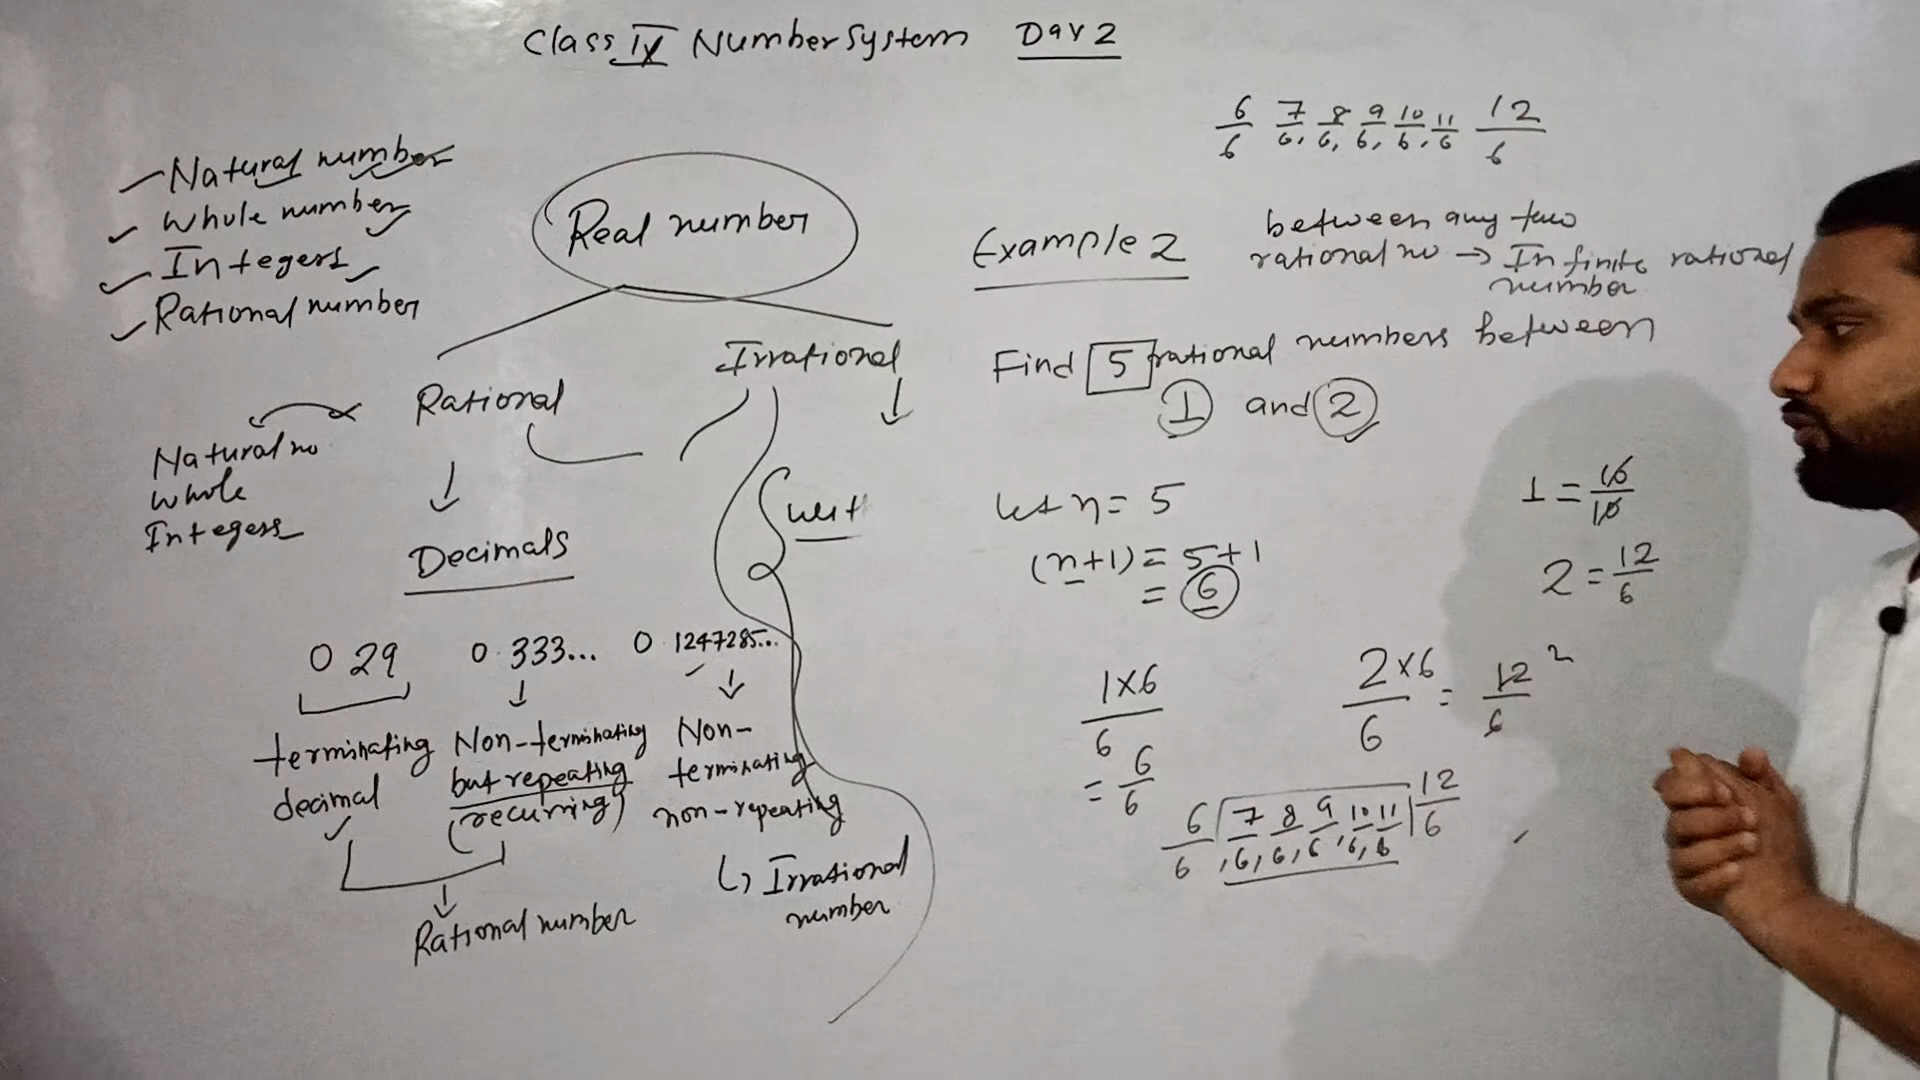 Class IX Number System Day 2
Natural number
Whole number
Integers
Rational number
Real number
Rational
Irrational
Natural no
Whole
Integers
Decimals
Surt
0.29 0.333... 0.1247285...
terminating
decimal
Non-terminating
but repeating
(recurring)
Non-
terminating
non-repeating
Rational number
Irrational
number
6/6 7/6, 8/6, 9/6, 10/6, 11/6 12/6
Example 2
between any two
rational no → Infinite rational
number
Find 5 rational numbers between
1 and 2
let n = 5
(n+1) = 5+1
= 6
1 = 10/10
2 = 12/6
1×6/6
= 6/6
2×6/6 = 12/6 2
6/6 7/6, 8/6, 9/6, 10/6, 11/6 12/6